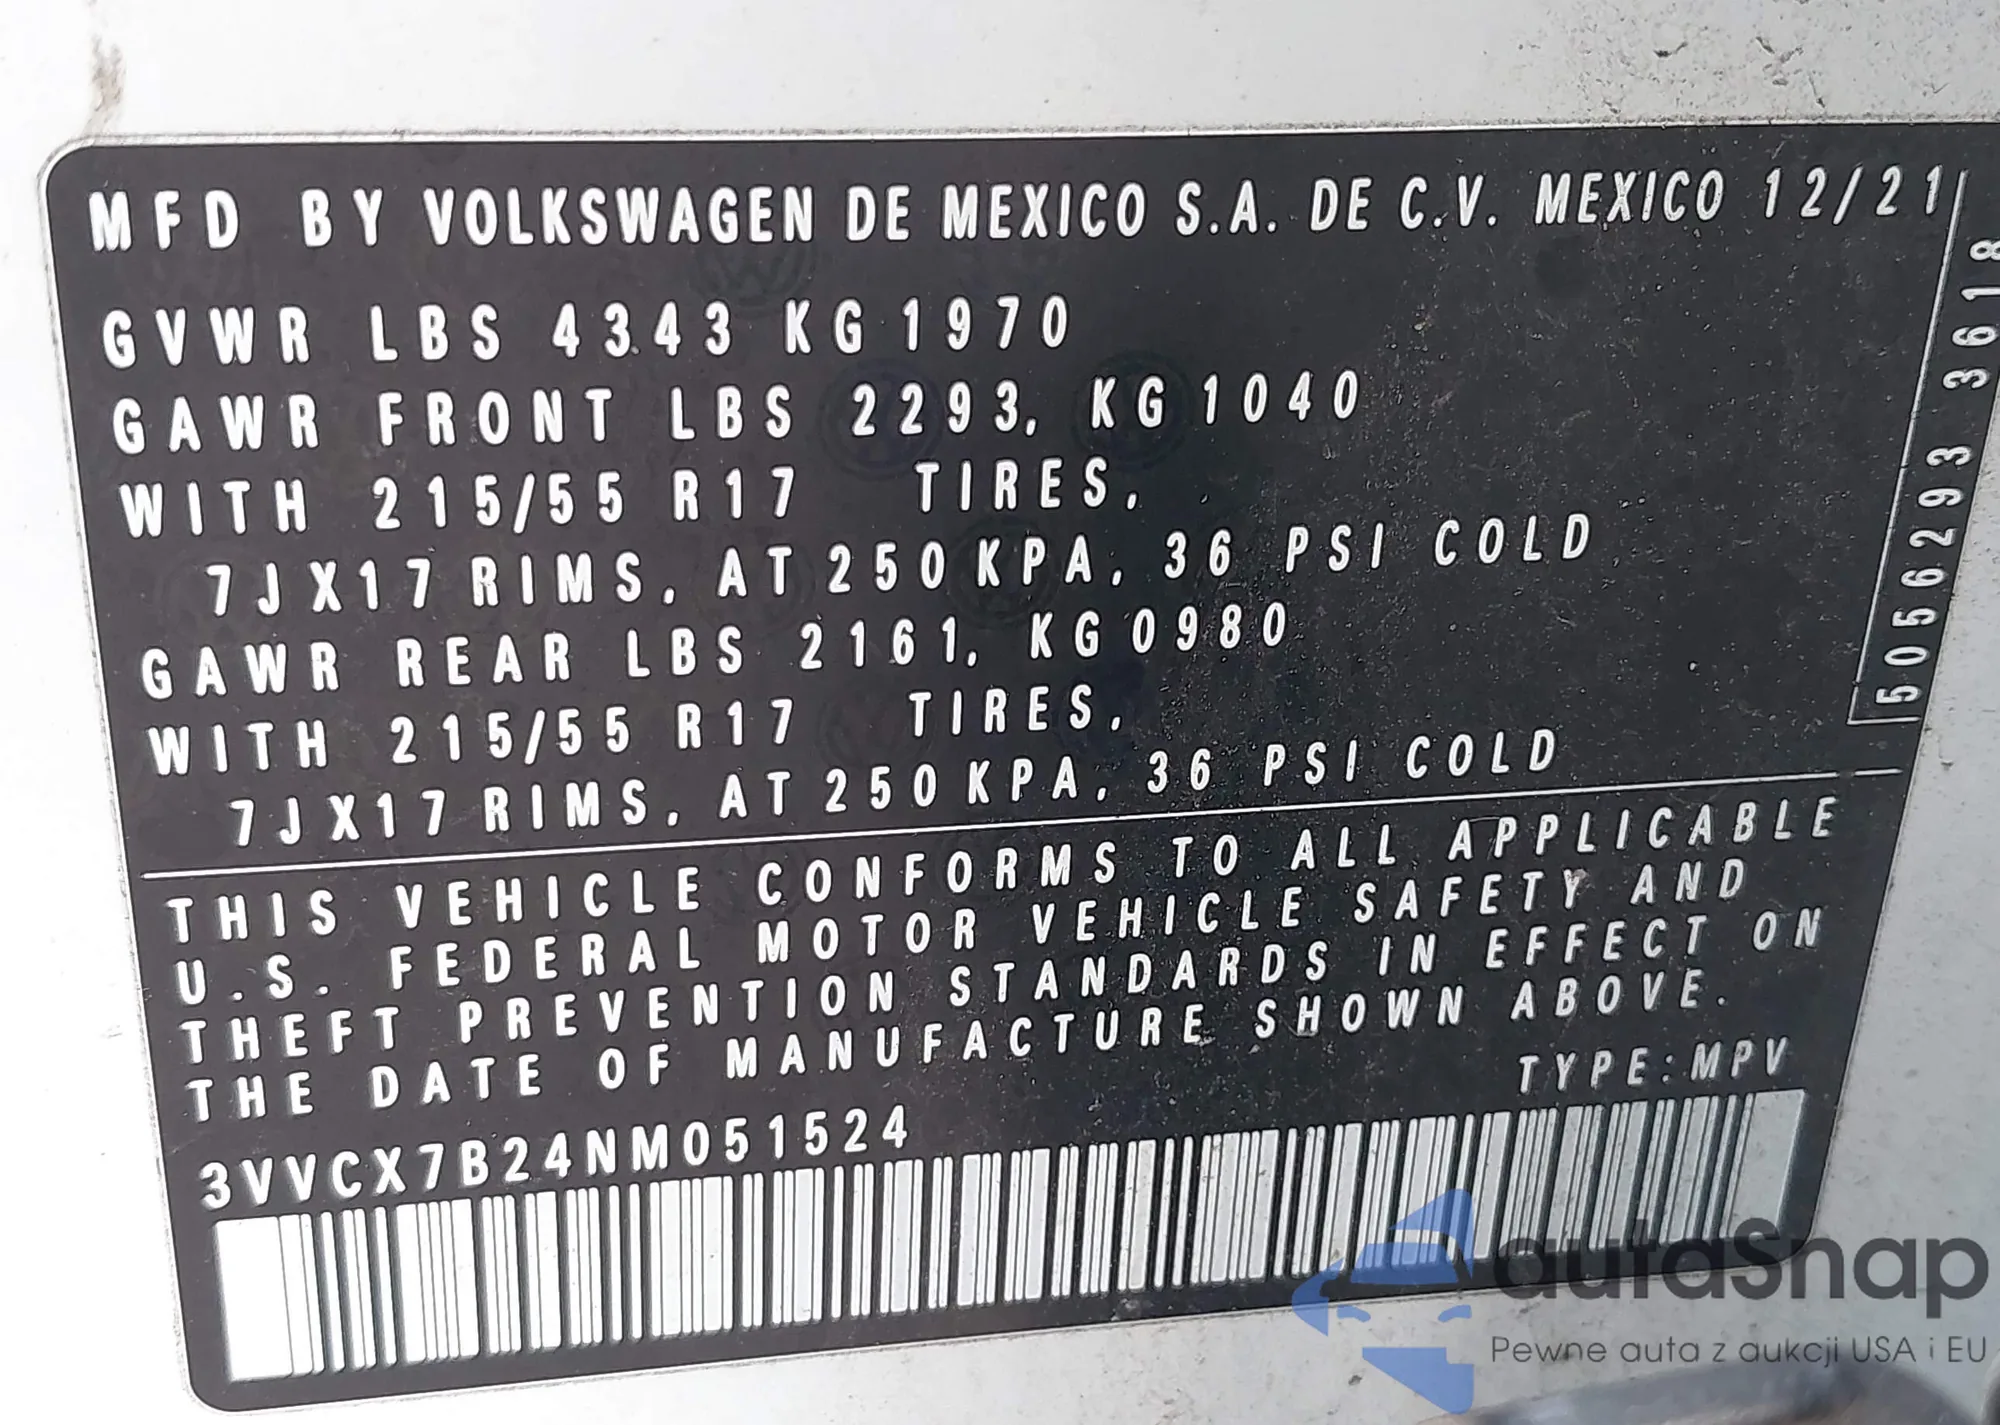 MFD BY VOLKSWAGEN DE MEXICO S.A. DE C.V. MEXICO 12/21
GVWR LBS 4343 KG 1970
GAWR FRONT LBS 2293, KG 1040
WITH 215/55 R17 TIRES,
7JX17 RIMS, AT 250 KPA, 36 PSI COLD
GAWR REAR LBS 2161, KG 0980
WITH 215/55 R17 TIRES,
7JX17 RIMS, AT 250 KPA, 36 PSI COLD
THIS VEHICLE CONFORMS TO ALL APPLICABLE
U.S. FEDERAL MOTOR VEHICLE SAFETY AND
THEFT PREVENTION STANDARDS IN EFFECT ON
THE DATE OF MANUFACTURE SHOWN ABOVE.
TYPE:MPV
3VVCX7B24NM051524
5056293 3618
autaSnap
Pewne auta z aukcji USA i EU